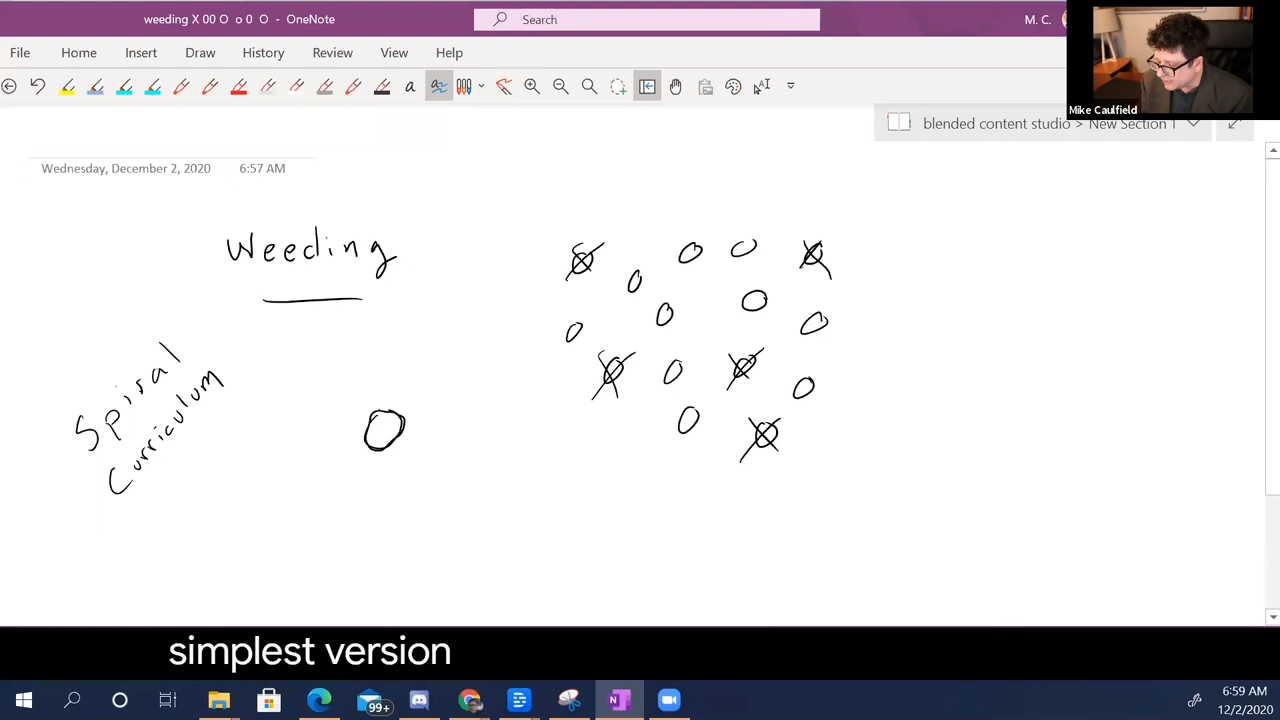 weeding X 00 O o 0 O - OneNote
Search
M. C.
File Home Insert Draw History Review View Help
Mike Caulfield
blended content studio > New Section 1
Wednesday, December 2, 2020 6:57 AM
Weeding
Spiral
Curriculum
simplest version
99+
6:59 AM
12/2/2020